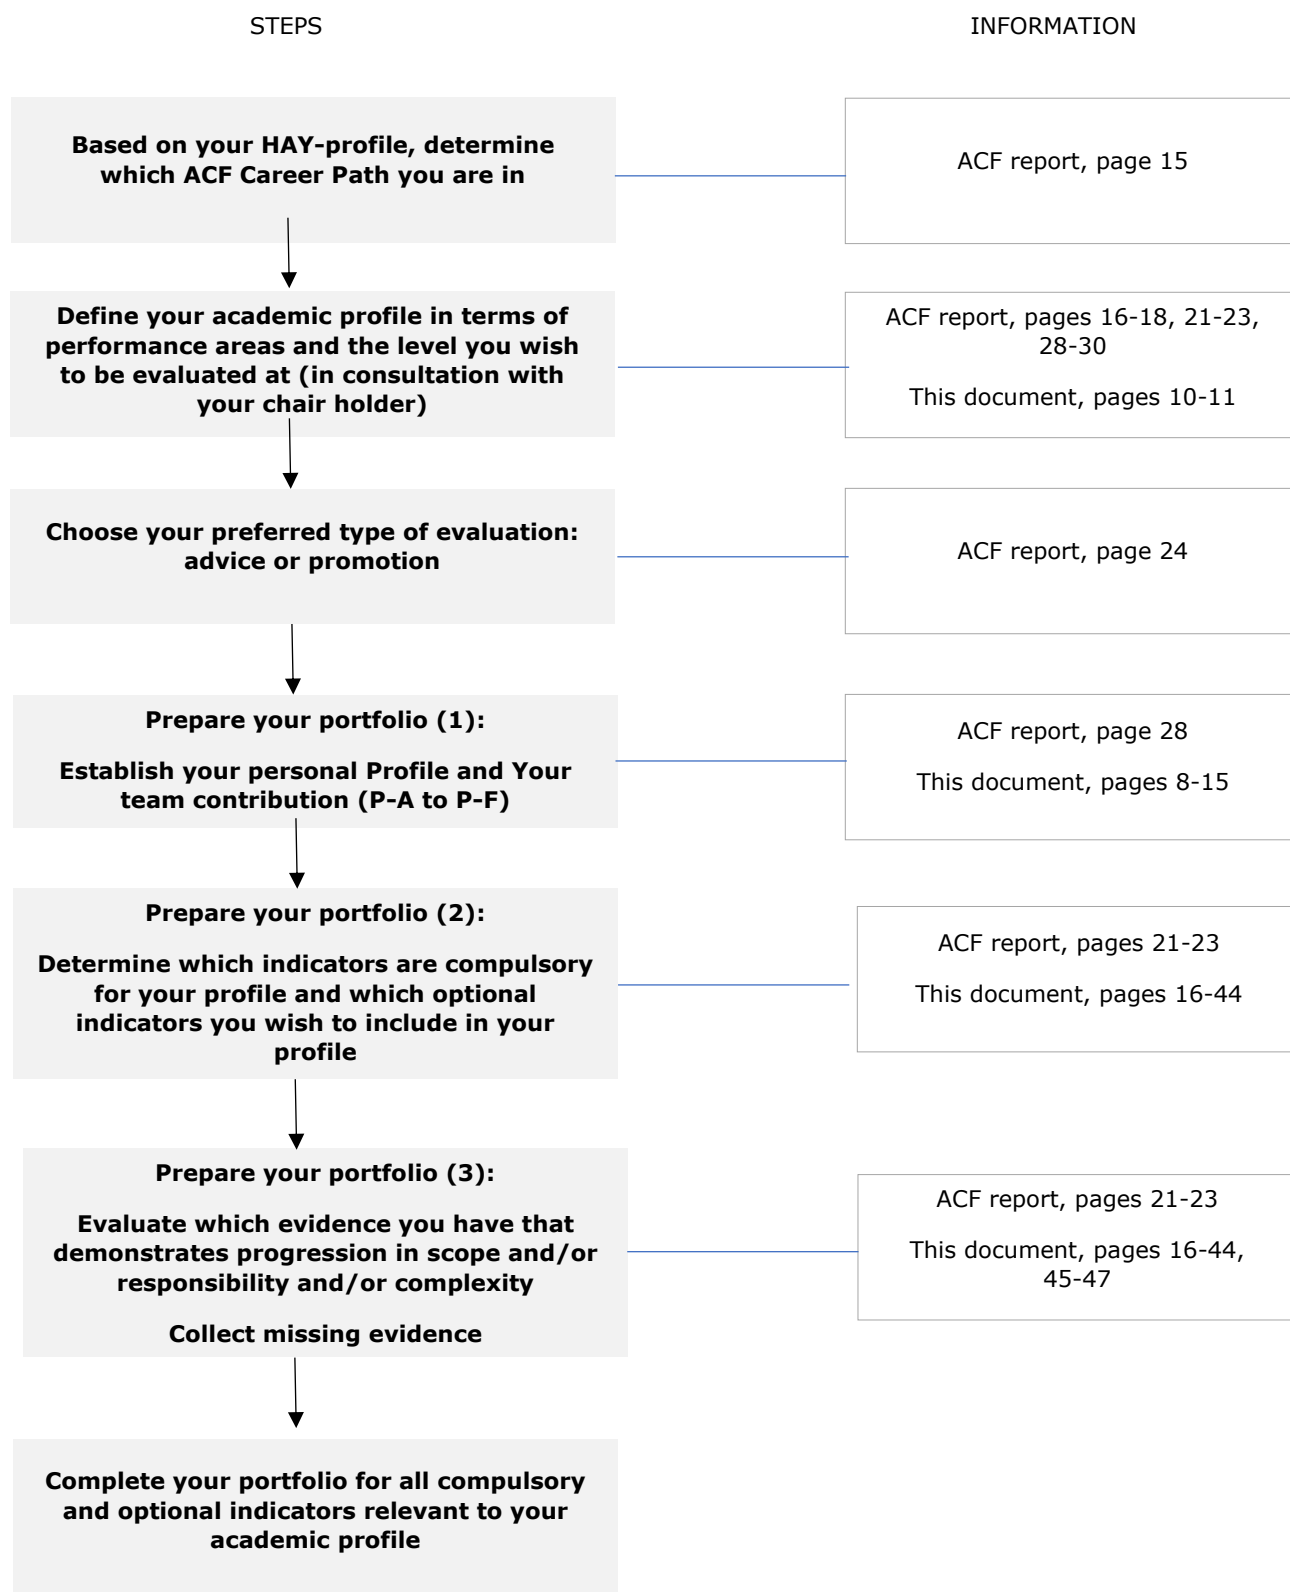 STEPS
INFORMATION
Based on your HAY-profile, determine
which ACF Career Path you are in
ACF report, page 15
Define your academic profile in terms of
performance areas and the level you wish
to be evaluated at (in consultation with
your chair holder)
ACF report, pages 16-18, 21-23,
28-30
This document, pages 10-11
Choose your preferred type of evaluation:
advice or promotion
ACF report, page 24
Prepare your portfolio (1):
Establish your personal Profile and Your
team contribution (P-A to P-F)
ACF report, page 28
This document, pages 8-15
Prepare your portfolio (2):
Determine which indicators are compulsory
for your profile and which optional
indicators you wish to include in your
profile
ACF report, pages 21-23
This document, pages 16-44
Prepare your portfolio (3):
Evaluate which evidence you have that
demonstrates progression in scope and/or
responsibility and/or complexity
Collect missing evidence
ACF report, pages 21-23
This document, pages 16-44,
45-47
Complete your portfolio for all compulsory
and optional indicators relevant to your
academic profile